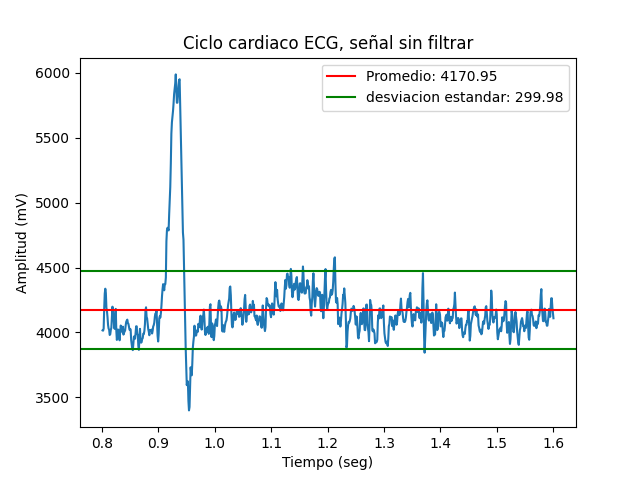 Ciclo cardiaco ECG, señal sin filtrar
Promedio: 4170.95
desviacion estandar: 299.98
Amplitud (mV)
6000
5500
5000
4500
4000
3500
0.8 0.9 1.0 1.1 1.2 1.3 1.4 1.5 1.6
Tiempo (seg)